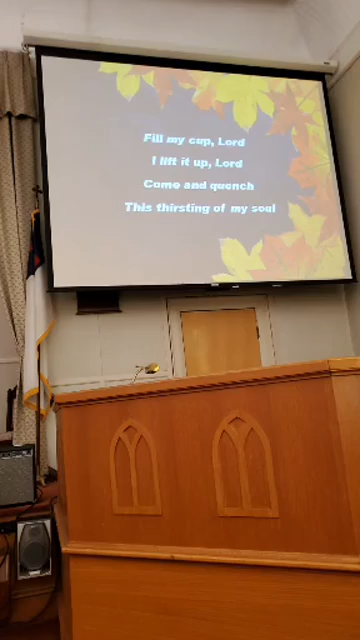 Fill my cup, Lord
I lift it up, Lord
Come and quench
This thirsting of my soul